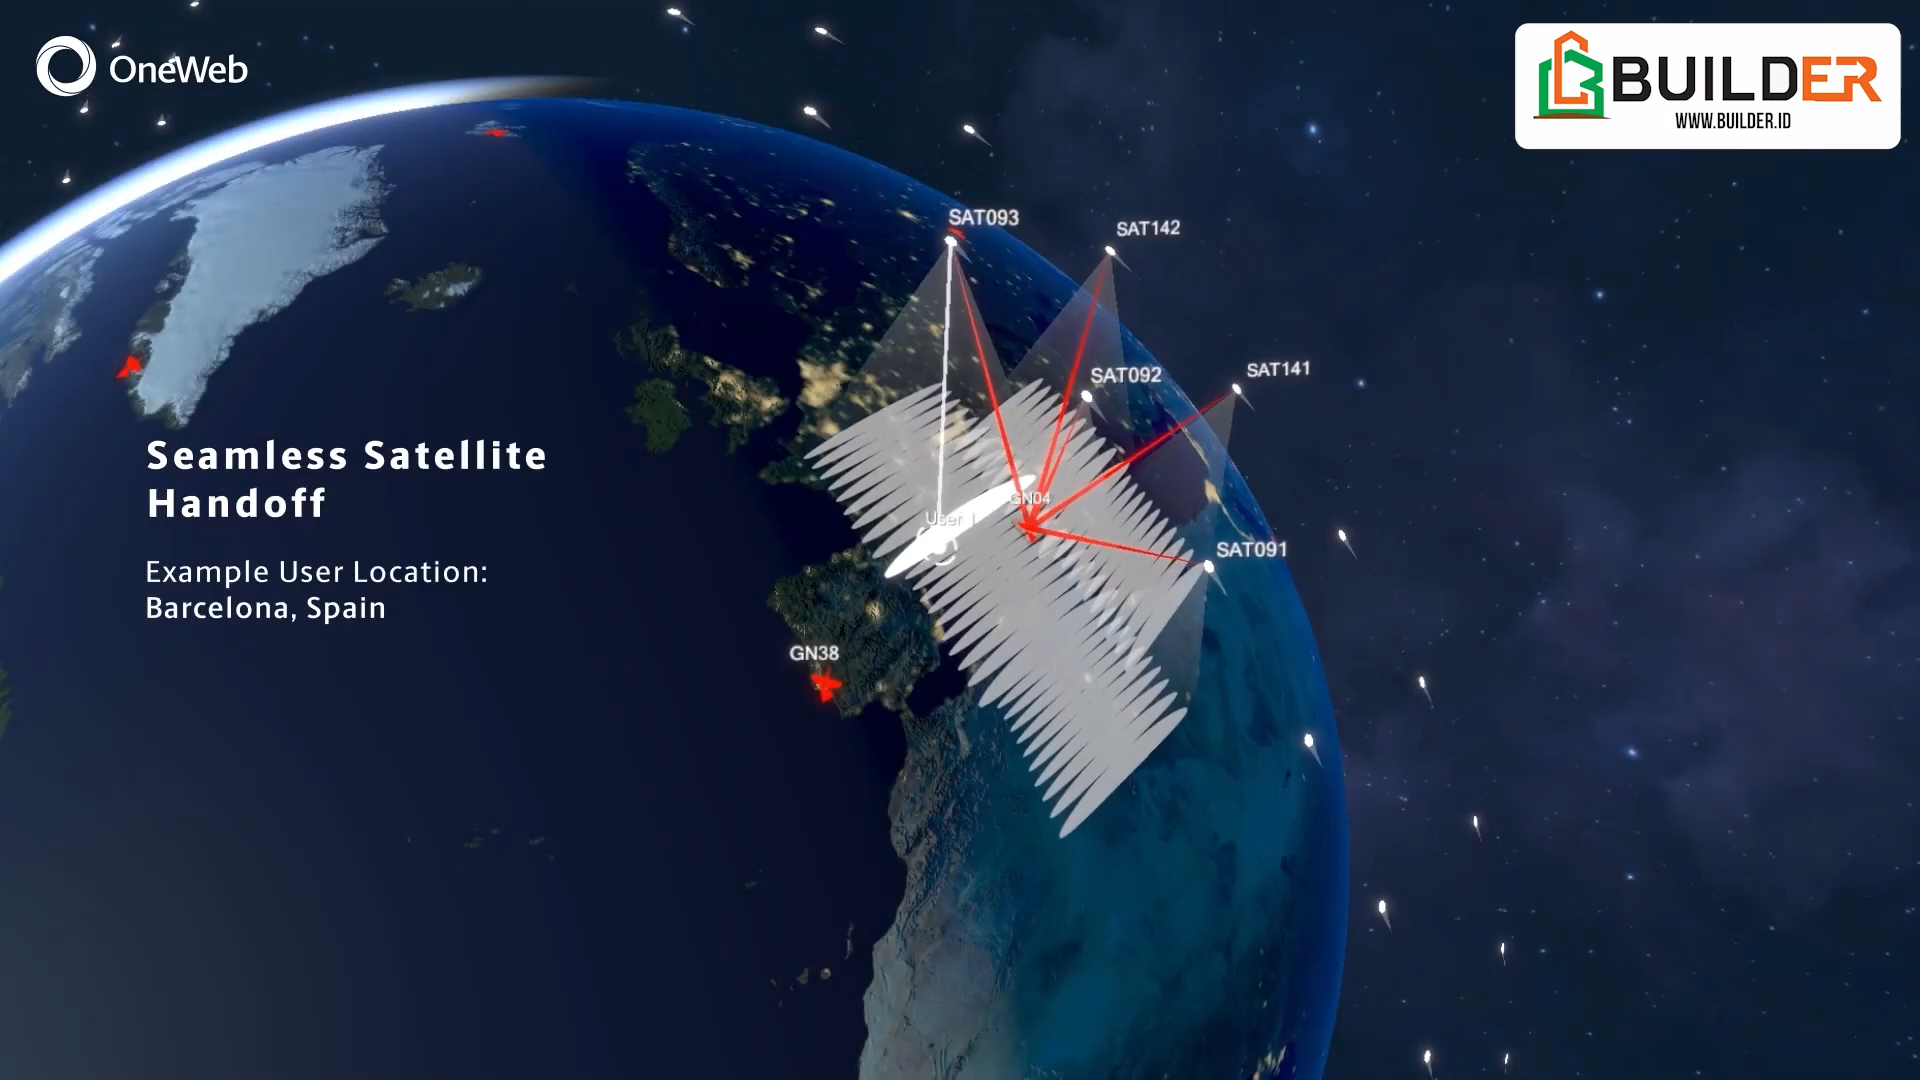 OneWeb
BUILDER
WWW.BUILDER.ID
SAT093
SAT142
SAT092
SAT141
Seamless Satellite
Handoff
GN04
User 1
SAT091
Example User Location:
Barcelona, Spain
GN38